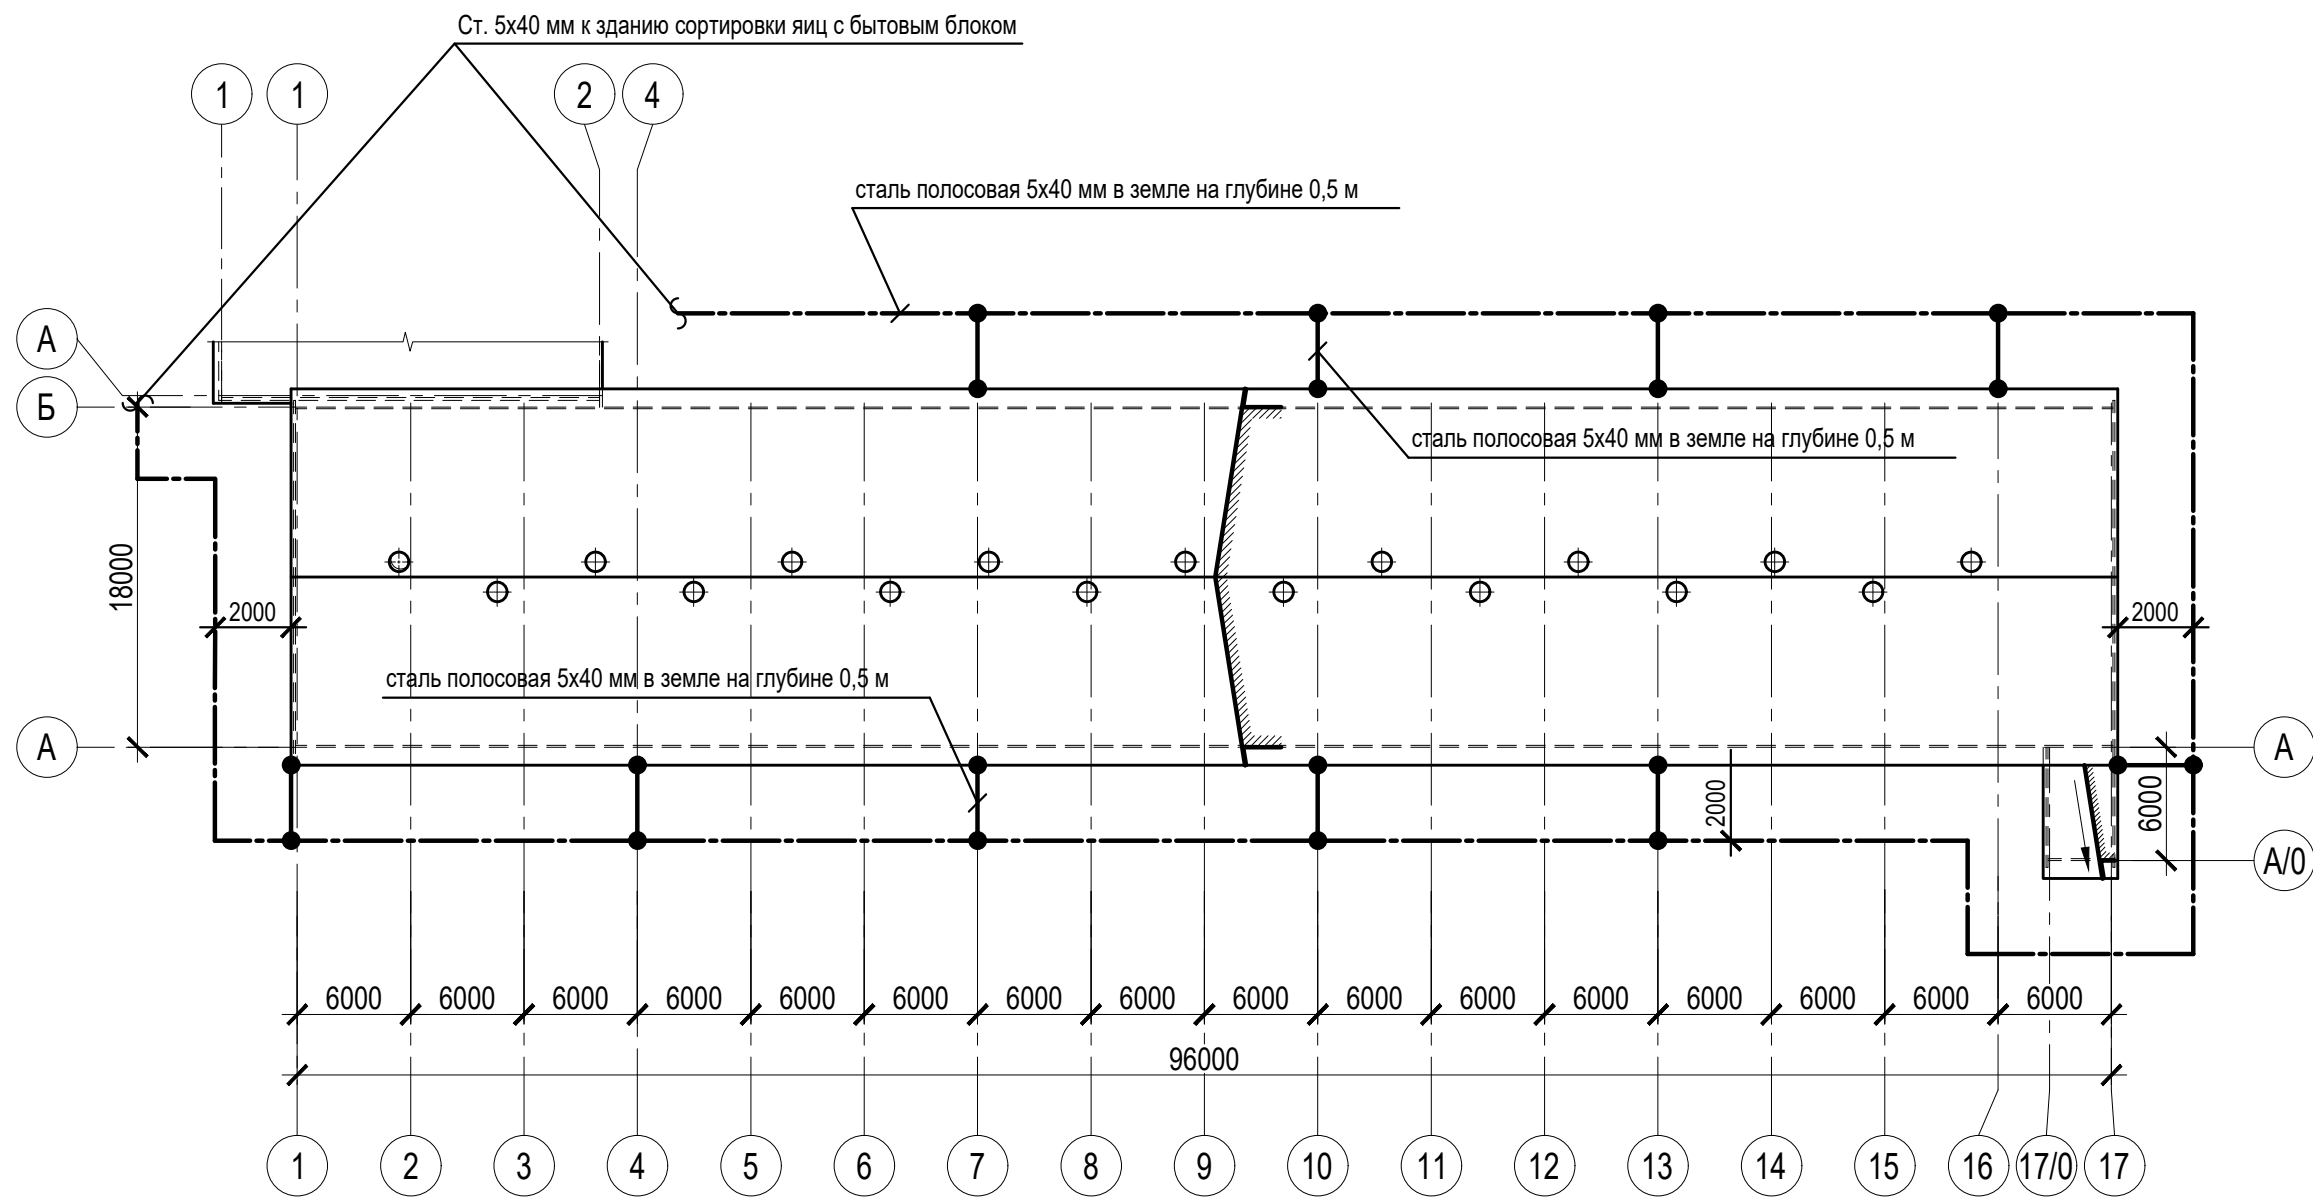 Ст. 5х40 мм к зданию сортировки яиц с бытовым блоком
1 1 2 4
сталь полосовая 5х40 мм в земле на глубине 0,5 м
А
Б
сталь полосовая 5х40 мм в земле на глубине 0,5 м
18000
2000
2000
сталь полосовая 5х40 мм в земле на глубине 0,5 м
А
А
2000
6000
А/0
6000 6000 6000 6000 6000 6000 6000 6000 6000 6000 6000 6000 6000 6000 6000 6000
96000
1 2 3 4 5 6 7 8 9 10 11 12 13 14 15 16 17/0 17